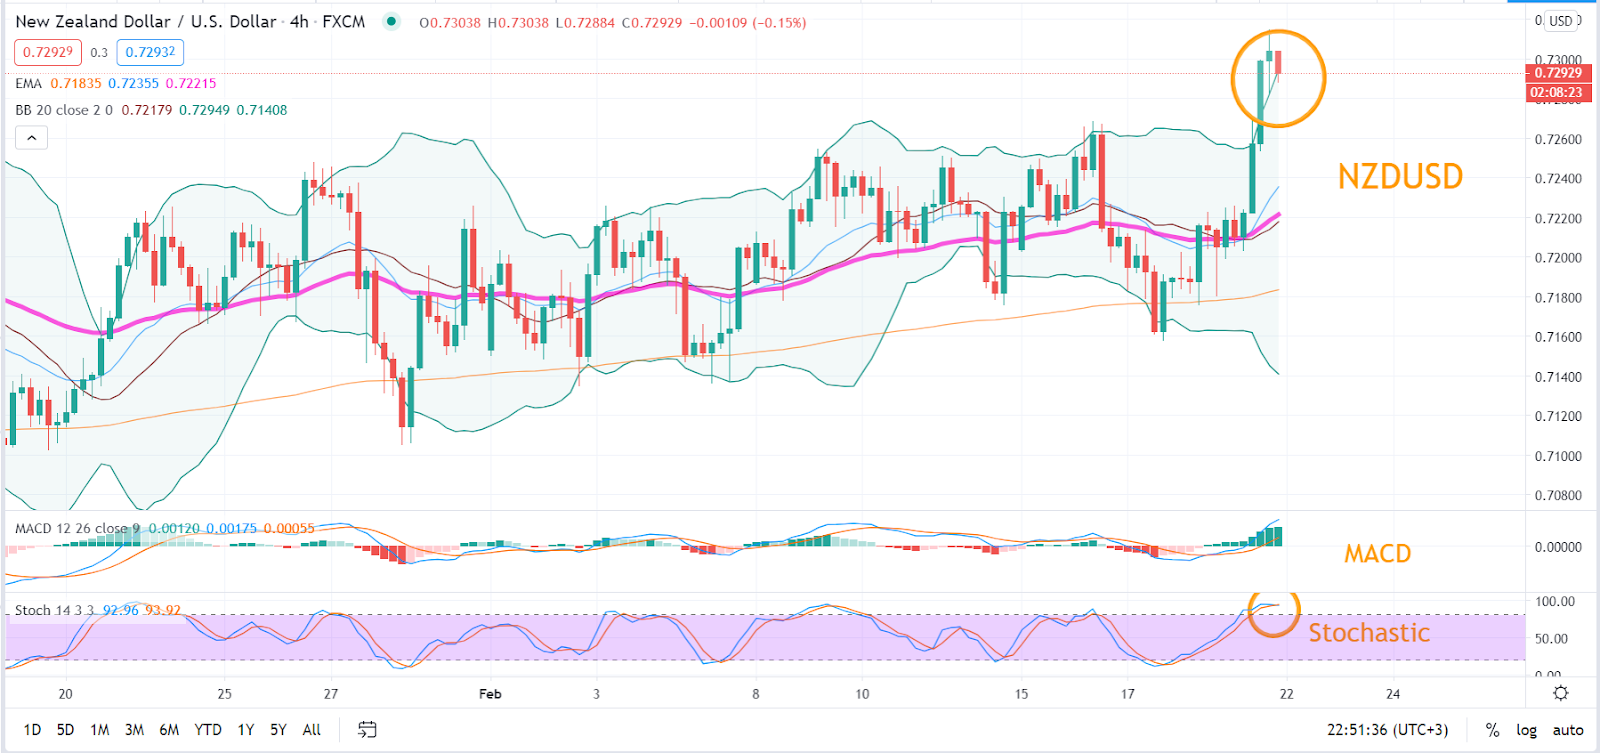 New Zealand Dollar / U.S. Dollar · 4h · FXCM O0.73038 H0.73038 L0.72884 C0.72929 −0.00109 (−0.15%)
0.72929 0.3 0.72932
EMA 0.71835 0.72355 0.72215
BB 20 close 2 0 0.72179 0.72949 0.71408
USD
0.73000
0.72929
02:08:23
0.72600
NZDUSD
0.72400
0.72200
0.72000
0.71800
0.71600
0.71400
0.71200
0.71000
0.70800
MACD 12 26 close 9 0.00120 0.00175 0.00055
0.00000
MACD
Stoch 14 3 3 92.96 93.92
100.00
Stochastic
50.00
0.00
20 25 27 Feb 3 8 10 15 17 22 24
1D 5D 1M 3M 6M YTD 1Y 5Y All 22:51:36 (UTC+3) % log auto